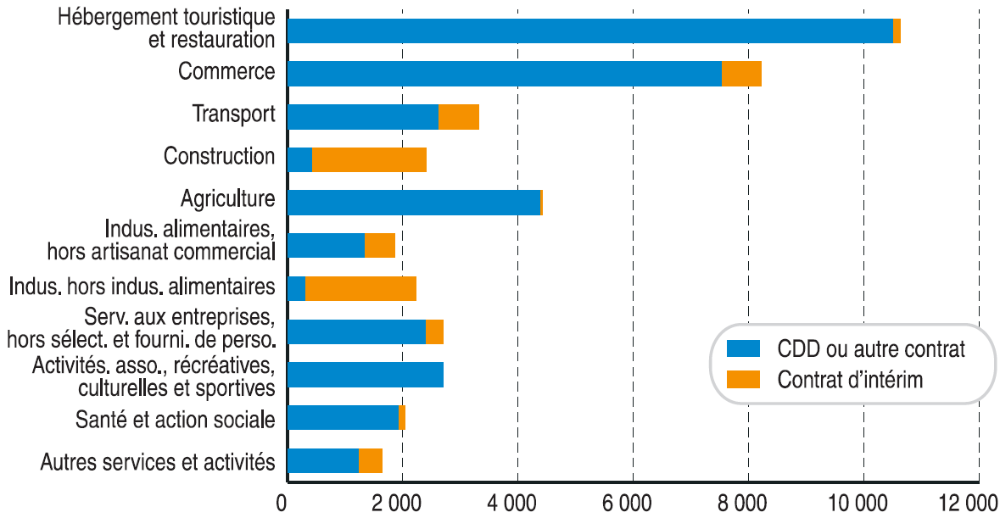 Hébergement touristique
et restauration
Commerce
Transport
Construction
Agriculture
Indus. alimentaires,
hors artisanat commercial
Indus. hors indus. alimentaires
Serv. aux entreprises,
hors sélect. et fourni. de perso.
Activités. asso., récréatives,
culturelles et sportives
Santé et action sociale
Autres services et activités
CDD ou autre contrat
Contrat d'intérim
0 2 000 4 000 6 000 8 000 10 000 12 000